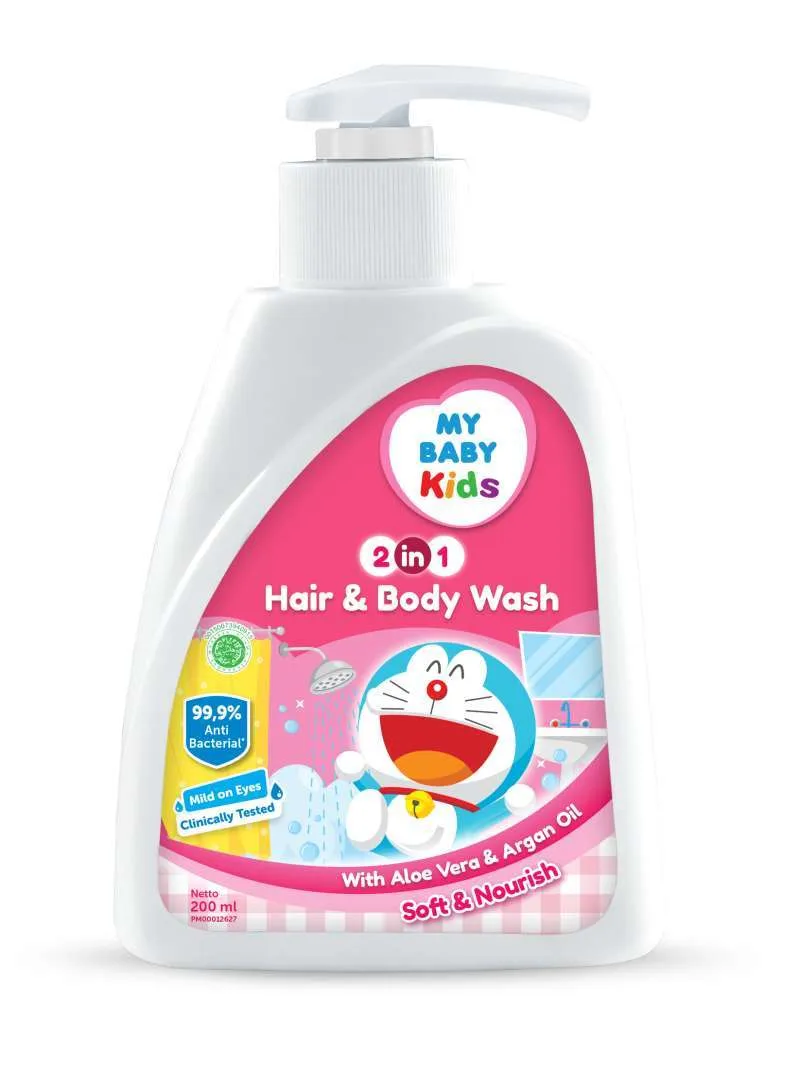 MY
BABY
Kids
2 in 1
Hair & Body Wash
99,9%
Anti
Bacterial*
Mild on Eyes
Clinically Tested
With Aloe Vera & Argan Oil
Soft & Nourish
Netto
200 ml
PM00012627